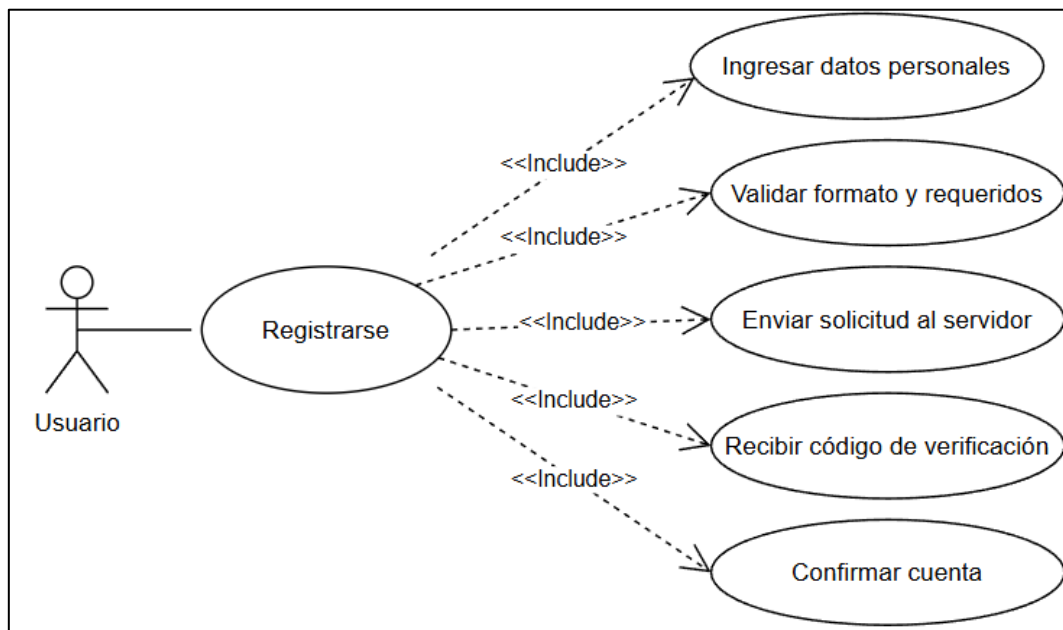 Ingresar datos personales
<<Include>>
Validar formato y requeridos
<<Include>>
Registrarse
<<Include>>
Enviar solicitud al servidor
Usuario
<<Include>>
Recibir código de verificación
<<Include>>
Confirmar cuenta